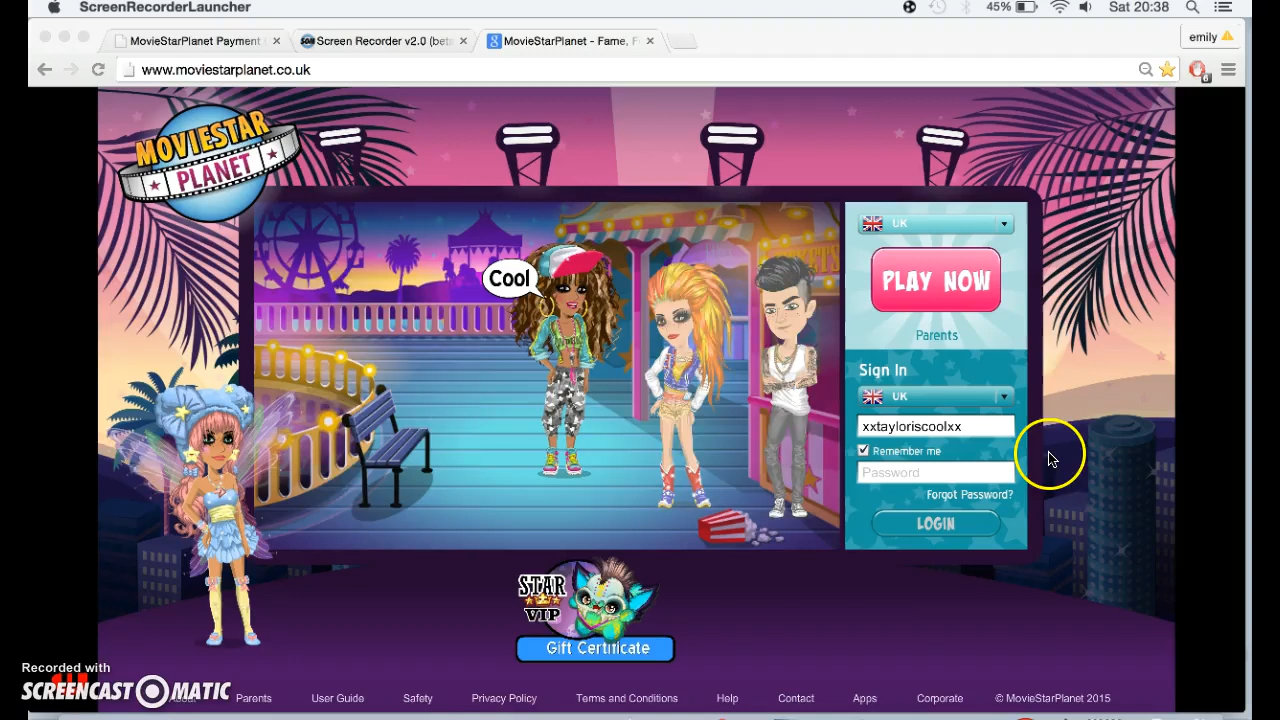 ScreenRecorderLauncher
45%
Sat 20:38
MovieStarPlanet Payment
Screen Recorder v2.0 (beta
MovieStarPlanet - Fame, F
emily
www.moviestarplanet.co.uk
6
MOVIESTAR
PLANET
Cool
TICKETS
UK
PLAY NOW
Parents
Sign In
UK
xxtayloriscoolxx
Remember me
Password
Forgot Password?
LOGIN
STAR
VIP
Gift Certificate
Recorded with
SCREENCAST-O-MATIC
About
Parents
User Guide
Safety
Privacy Policy
Terms and Conditions
Help
Contact
Apps
Corporate
© MovieStarPlanet 2015